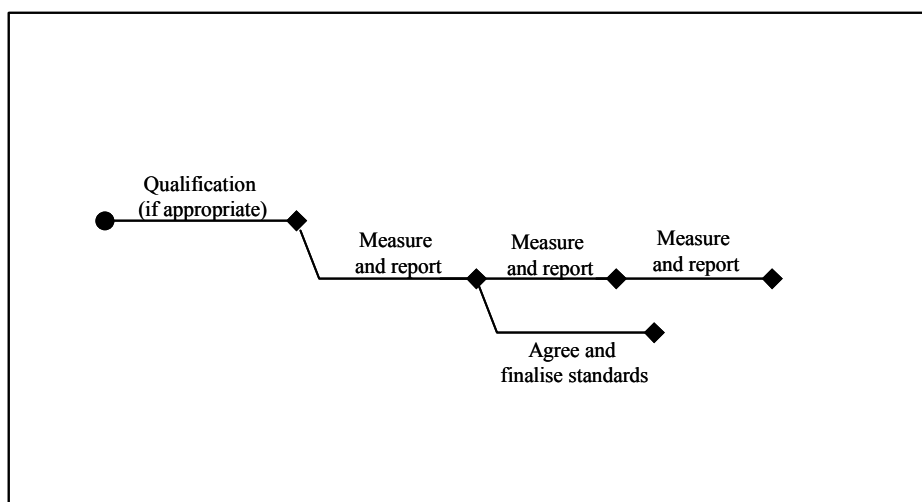 Qualification
(if appropriate)
Measure
and report
Measure
and report
Measure
and report
Agree and
finalise standards